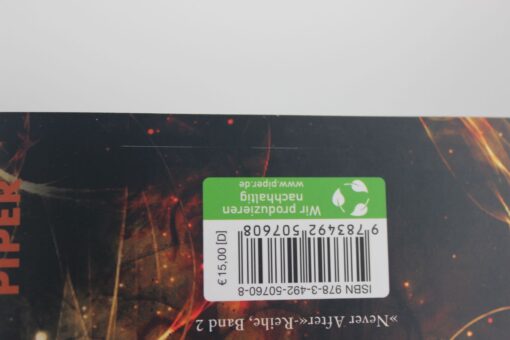 »Never After«-Reihe, Band 2
ISBN 978-3-492-50760-8
9 783492 507608
€ 15,00 [D]
Wir produzieren
nachhaltig
www.piper.de
PIPER